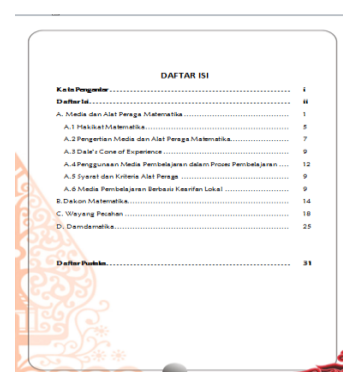 DAFTAR ISI
Kata Pengantar ........................................ i
Daftar Isi ........................................ ii
A. Media dan Alat Peraga Matematika ........................................ 1
A.1 Hakikat Matematika ........................................ 5
A.2 Pengertian Media dan Alat Peraga Matematika ........................................ 7
A.3 Dale's Cone of Experience ........................................ 9
A.4 Penggunaan Media Pembelajaran dalam Proses Pembelajaran .... 12
A.5 Syarat dan Kriteria Alat Peraga ........................................ 9
A.6 Media Pembelajaran Berbasis Kearifan Lokal ........................................ 9
B. Dakon Matematika ........................................ 14
C. Wayang Pecahan ........................................ 18
D. Damdamatika ........................................ 25
Daftar Pustaka ........................................ 31